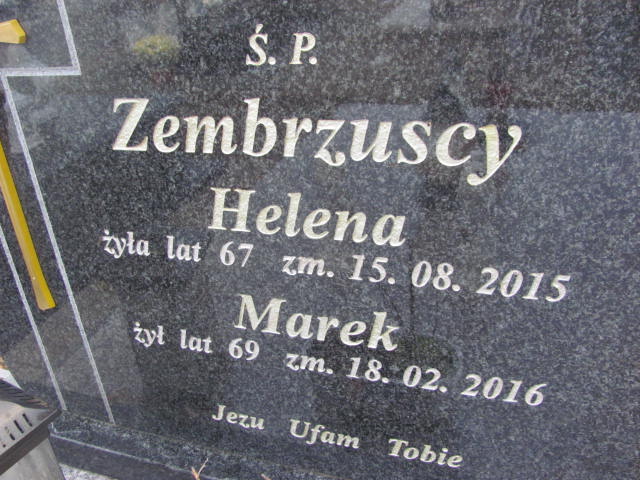 Ś. P.
Zembrzuscy
Helena
żyła lat 67 zm. 15. 08. 2015
Marek
żył lat 69 zm. 18. 02. 2016
Jezu Ufam Tobie